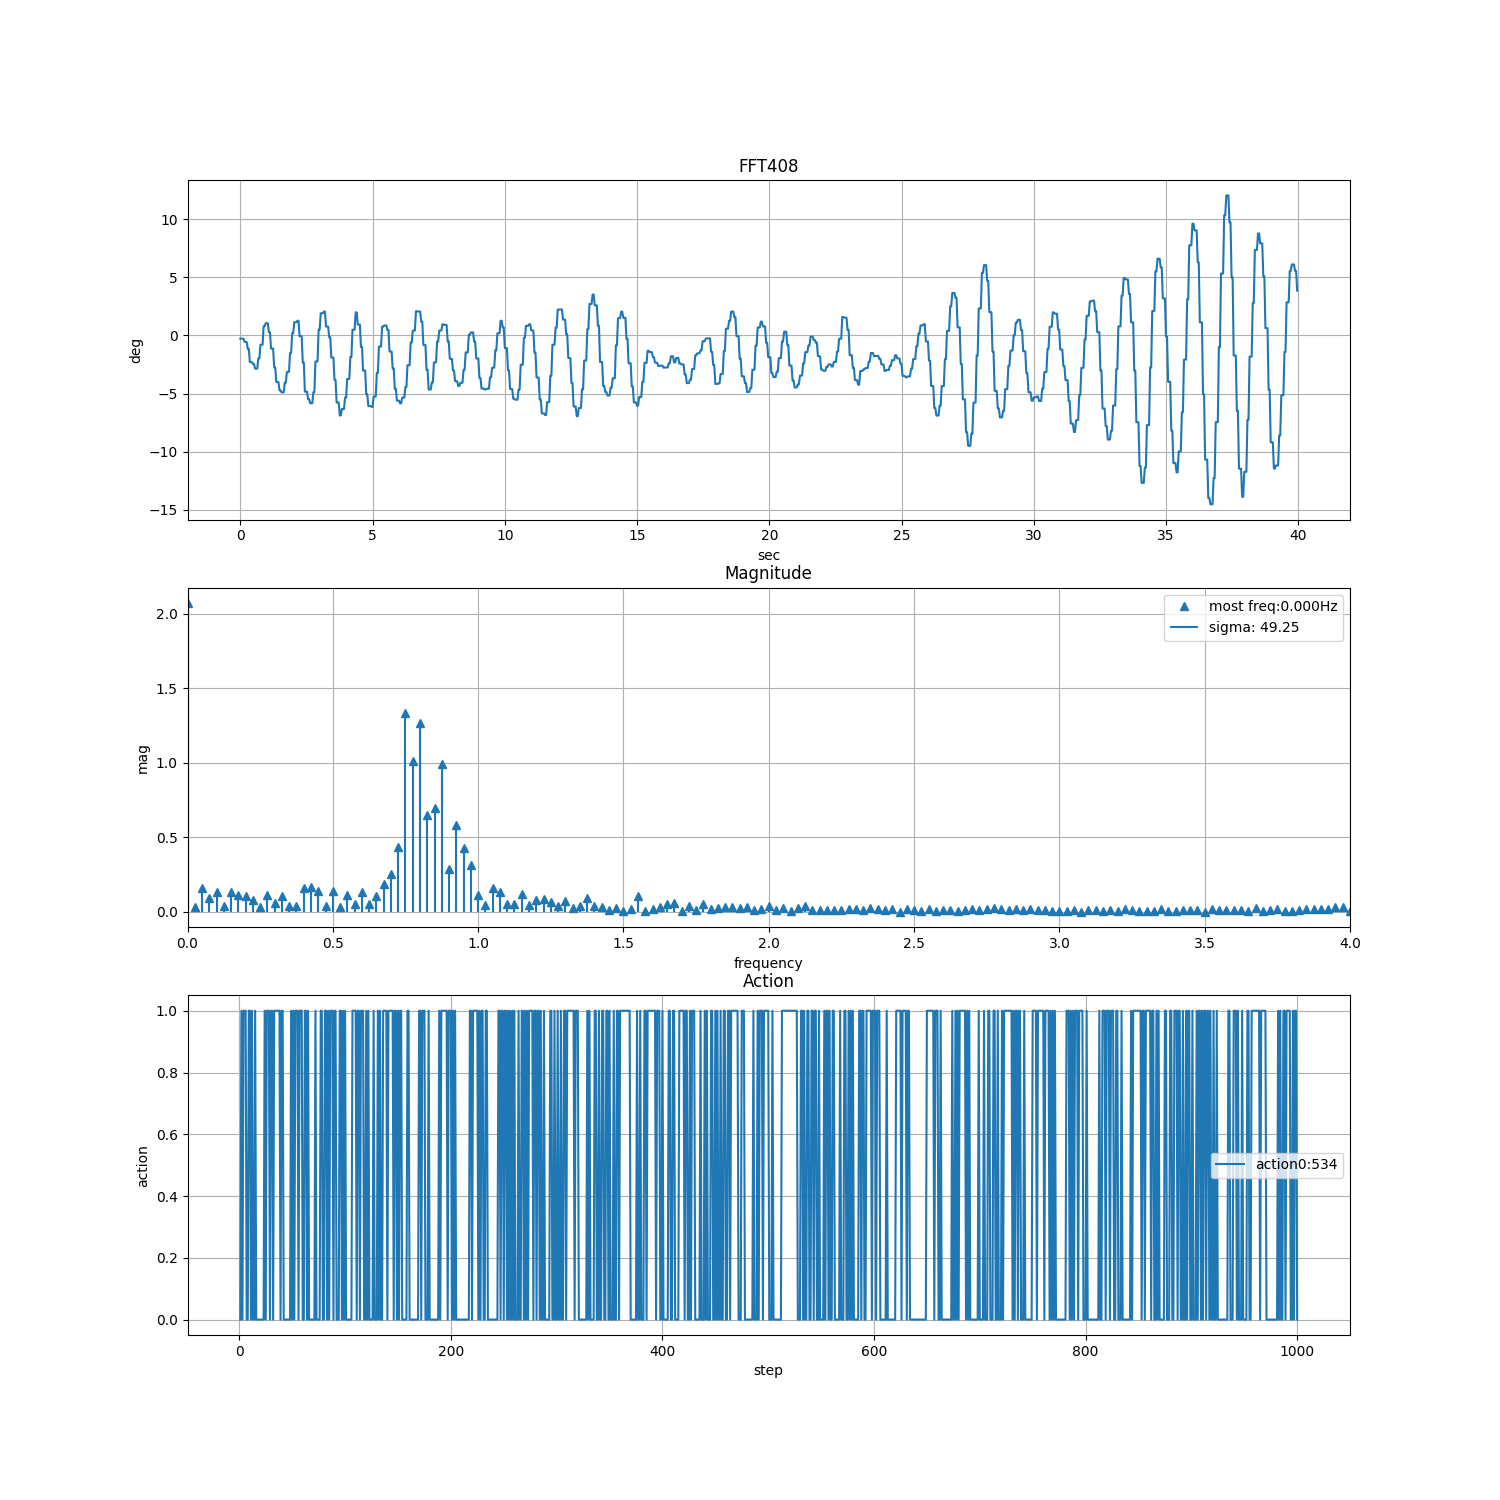 FFT408
10
5
0
−5
−10
−15
deg
0 5 10 15 20 25 30 35 40
sec
Magnitude
2.0
1.5
1.0
0.5
0.0
mag
most freq:0.000Hz
sigma: 49.25
0.0 0.5 1.0 1.5 2.0 2.5 3.0 3.5 4.0
frequency
Action
1.0
0.8
0.6
0.4
0.2
0.0
action
action0:534
0 200 400 600 800 1000
step